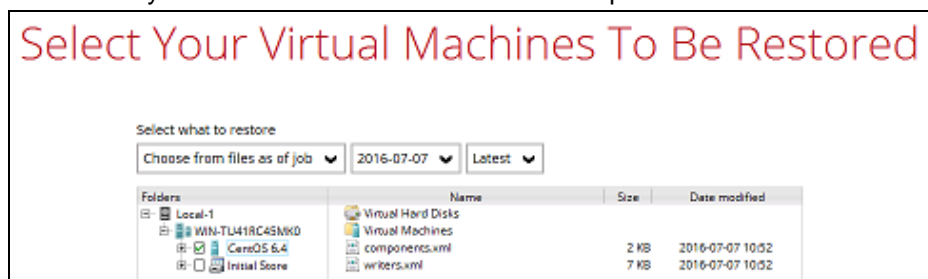 Select Your Virtual Machines To Be Restored
Select what to restore
Choose from files as of job 2016-07-07 Latest
Folders Name Size Date modified
Local-1 Virtual Hard Disks
WIN-TU41RC45MK0 Virtual Machines
CentOS 6.4 components.xml 2 KB 2016-07-07 10:52
Initial Store writers.xml 7 KB 2016-07-07 10:52